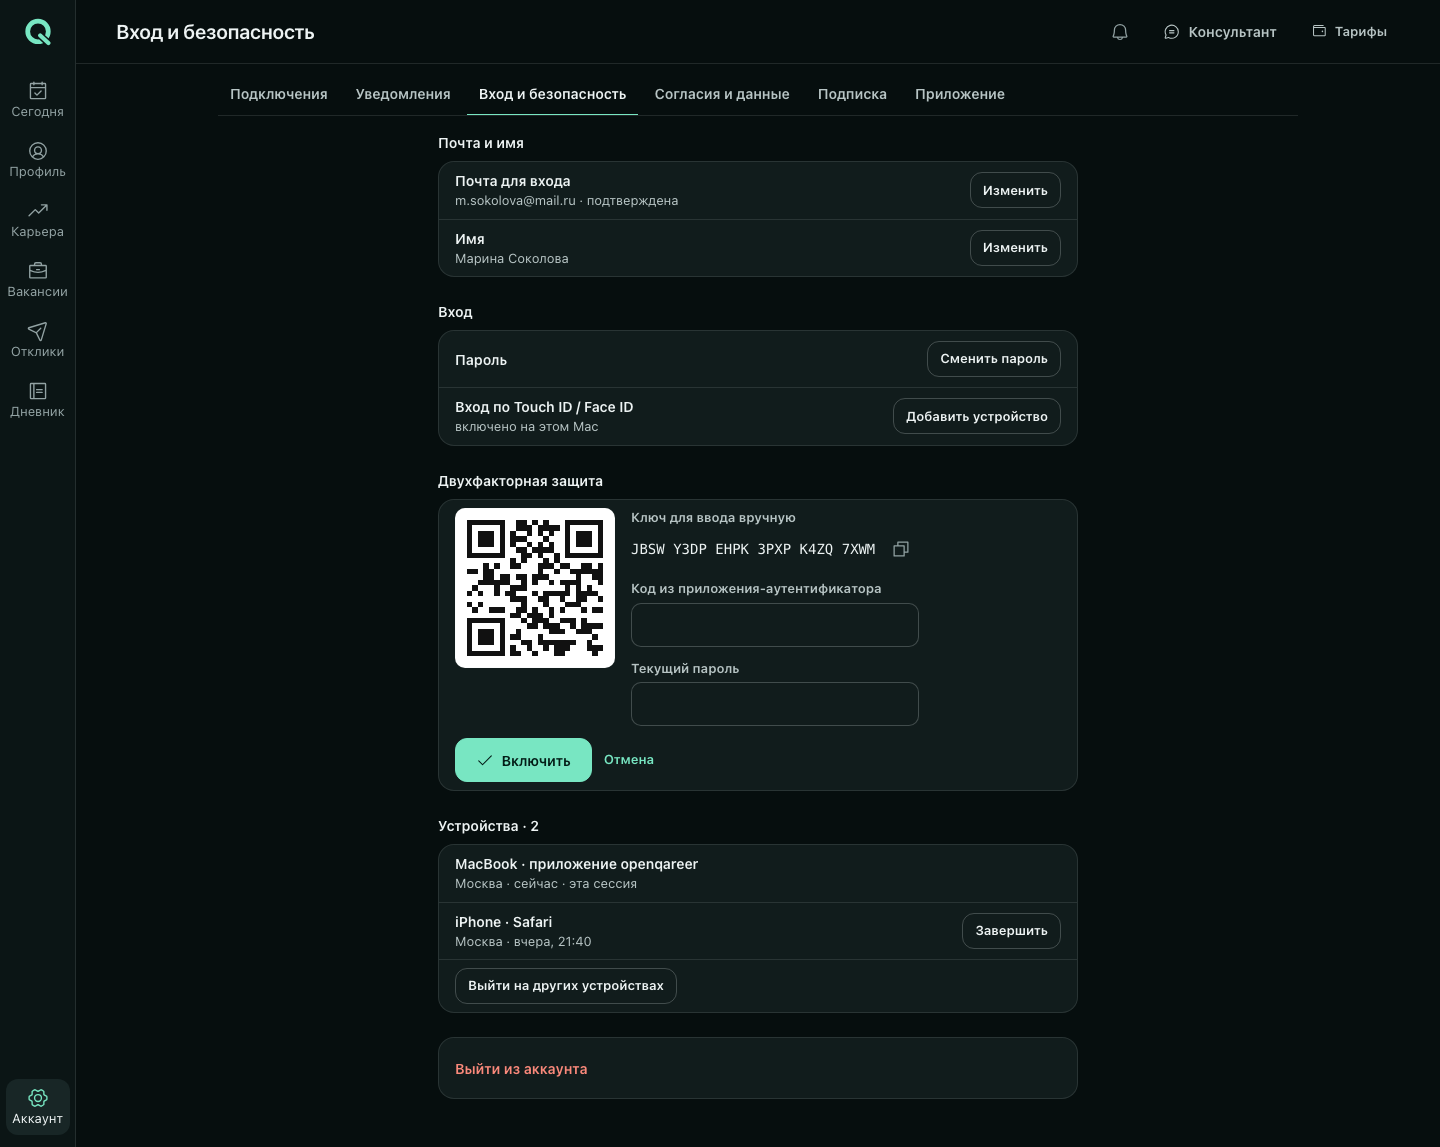 Вход и безопасность
Консультант
Тарифы
Сегодня
Профиль
Карьера
Вакансии
Отклики
Дневник
Аккаунт
Подключения
Уведомления
Вход и безопасность
Согласия и данные
Подписка
Приложение
Почта и имя
Почта для входа
m.sokolova@mail.ru · подтверждена
Изменить
Имя
Марина Соколова
Изменить
Вход
Пароль
Сменить пароль
Вход по Touch ID / Face ID
включено на этом Mac
Добавить устройство
Двухфакторная защита
Ключ для ввода вручную
JBSW Y3DP EHPK 3PXP K4ZQ 7XWM
Код из приложения-аутентификатора
Текущий пароль
Включить
Отмена
Устройства · 2
MacBook · приложение openqareer
Москва · сейчас · эта сессия
iPhone · Safari
Москва · вчера, 21:40
Завершить
Выйти на других устройствах
Выйти из аккаунта